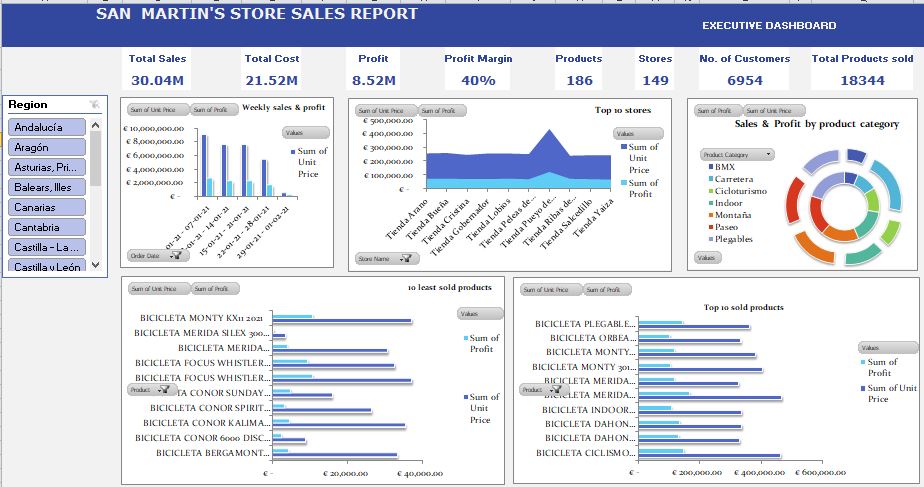 SAN MARTIN'S STORE SALES REPORT
EXECUTIVE DASHBOARD
Total Sales
30.04M
Total Cost
21.52M
Profit
8.52M
Profit Margin
40%
Products
186
Stores
149
No. of Customers
6954
Total Products sold
18344
Region
Andalucía
Aragón
Asturias, Pri...
Balears, Illes
Canarias
Cantabria
Castilla - La ...
Castilla y León
Sum of Unit Price
Sum of Profit
Weekly sales & profit
€ 10,000,000.00
€ 8,000,000.00
€ 6,000,000.00
€ 4,000,000.00
€ 2,000,000.00
€ -
Values
Sum of Unit Price
01-21 - 07-01-21
-01-21 - 14-01-21
15-01-21 - 21-01-21
22-01-21 - 28-01-21
29-01-21 - 01-02-21
Order Date
Sum of Unit Price
Sum of Profit
Top 10 stores
€ 500,000.00
€ 400,000.00
€ 300,000.00
€ 200,000.00
€ 100,000.00
€ -
Values
Sum of Unit Price
Sum of Profit
Tienda Arano
Tienda Bueña
Tienda Cristina
Tienda Gobernador
Tienda Lobios
Tienda Peleas de...
Tienda Pueyo de...
Tienda Ribas de...
Tienda Salcedillo
Tienda Yaiza
Store Name
Sum of Profit
Sum of Unit Price
Sales & Profit by product category
Product Category
BMX
Carretera
Cicloturismo
Indoor
Montaña
Paseo
Plegables
Values
Sum of Unit Price
Sum of Profit
10 least sold products
BICICLETA MONTY KX11 2021
BICICLETA MERIDA SILEX 300...
BICICLETA MERIDA...
BICICLETA FOCUS WHISTLER...
BICICLETA FOCUS WHISTLER...
Product
TA CONOR SUNDAY...
BICICLETA CONOR SPIRIT...
BICICLETA CONOR KALIMA...
BICICLETA CONOR 6000 DISC...
BICICLETA BERGAMONT...
€ -
€ 20,000.00
€ 40,000.00
Values
Sum of Profit
Sum of Unit Price
Sum of Unit Price
Sum of Profit
Top 10 sold products
BICICLETA PLEGABLE...
BICICLETA ORBEA...
BICICLETA MONTY...
BICICLETA MONTY 301...
BICICLETA MERIDA...
Product
MERIDA...
BICICLETA INDOOR...
BICICLETA DAHON...
BICICLETA DAHON...
BICICLETA CICLISMO...
€ -
€ 200,000.00
€ 400,000.00
€ 600,000.00
Values
Sum of Profit
Sum of Unit Price